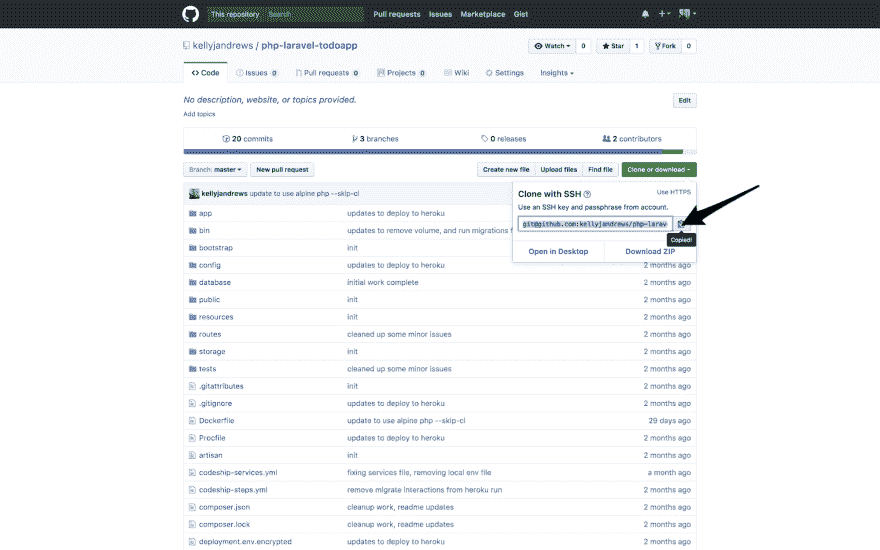 This repository Search Pull requests Issues Marketplace Gist
kellyjandrews / php-laravel-todoapp Watch 0 Star 1 Fork 0
Code Issues 0 Pull requests 0 Projects 0 Wiki Settings Insights
No description, website, or topics provided. Edit
Add topics
20 commits 3 branches 0 releases 2 contributors
Branch: master New pull request Create new file Upload files Find file Clone or download
kellyjandrews update to use alpine php --skip-ci
Clone with SSH Use HTTPS
Use an SSH key and passphrase from account.
git@github.com:kellyjandrews/php-larav
Copied!
Open in Desktop Download ZIP
app updates to deploy to heroku
bin updates to remove volume, and run migrations f
bootstrap init
config updates to deploy to heroku 2 months ago
database initial work complete 2 months ago
public init 2 months ago
resources init 2 months ago
routes cleaned up some minor issues 2 months ago
storage init 2 months ago
tests cleaned up some minor issues 2 months ago
.gitattributes init 2 months ago
.gitignore updates to deploy to heroku 2 months ago
Dockerfile update to use alpine php --skip-ci 29 days ago
Procfile updates to deploy to heroku 2 months ago
artisan init 2 months ago
codeship-services.yml fixing services file, removing local env file a month ago
codeship-steps.yml remove migrate interactions from heroku run 2 months ago
composer.json cleanup work, readme updates 2 months ago
composer.lock cleanup work, readme updates 2 months ago
deployment.env.encrypted updates to deploy to heroku 2 months ago